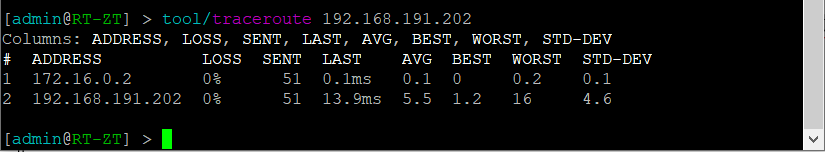 [admin@RT-ZT] > tool/traceroute 192.168.191.202
Columns: ADDRESS, LOSS, SENT, LAST, AVG, BEST, WORST, STD-DEV
# ADDRESS LOSS SENT LAST AVG BEST WORST STD-DEV
1 172.16.0.2 0% 51 0.1ms 0.1 0 0.2 0.1
2 192.168.191.202 0% 51 13.9ms 5.5 1.2 16 4.6
[admin@RT-ZT] >